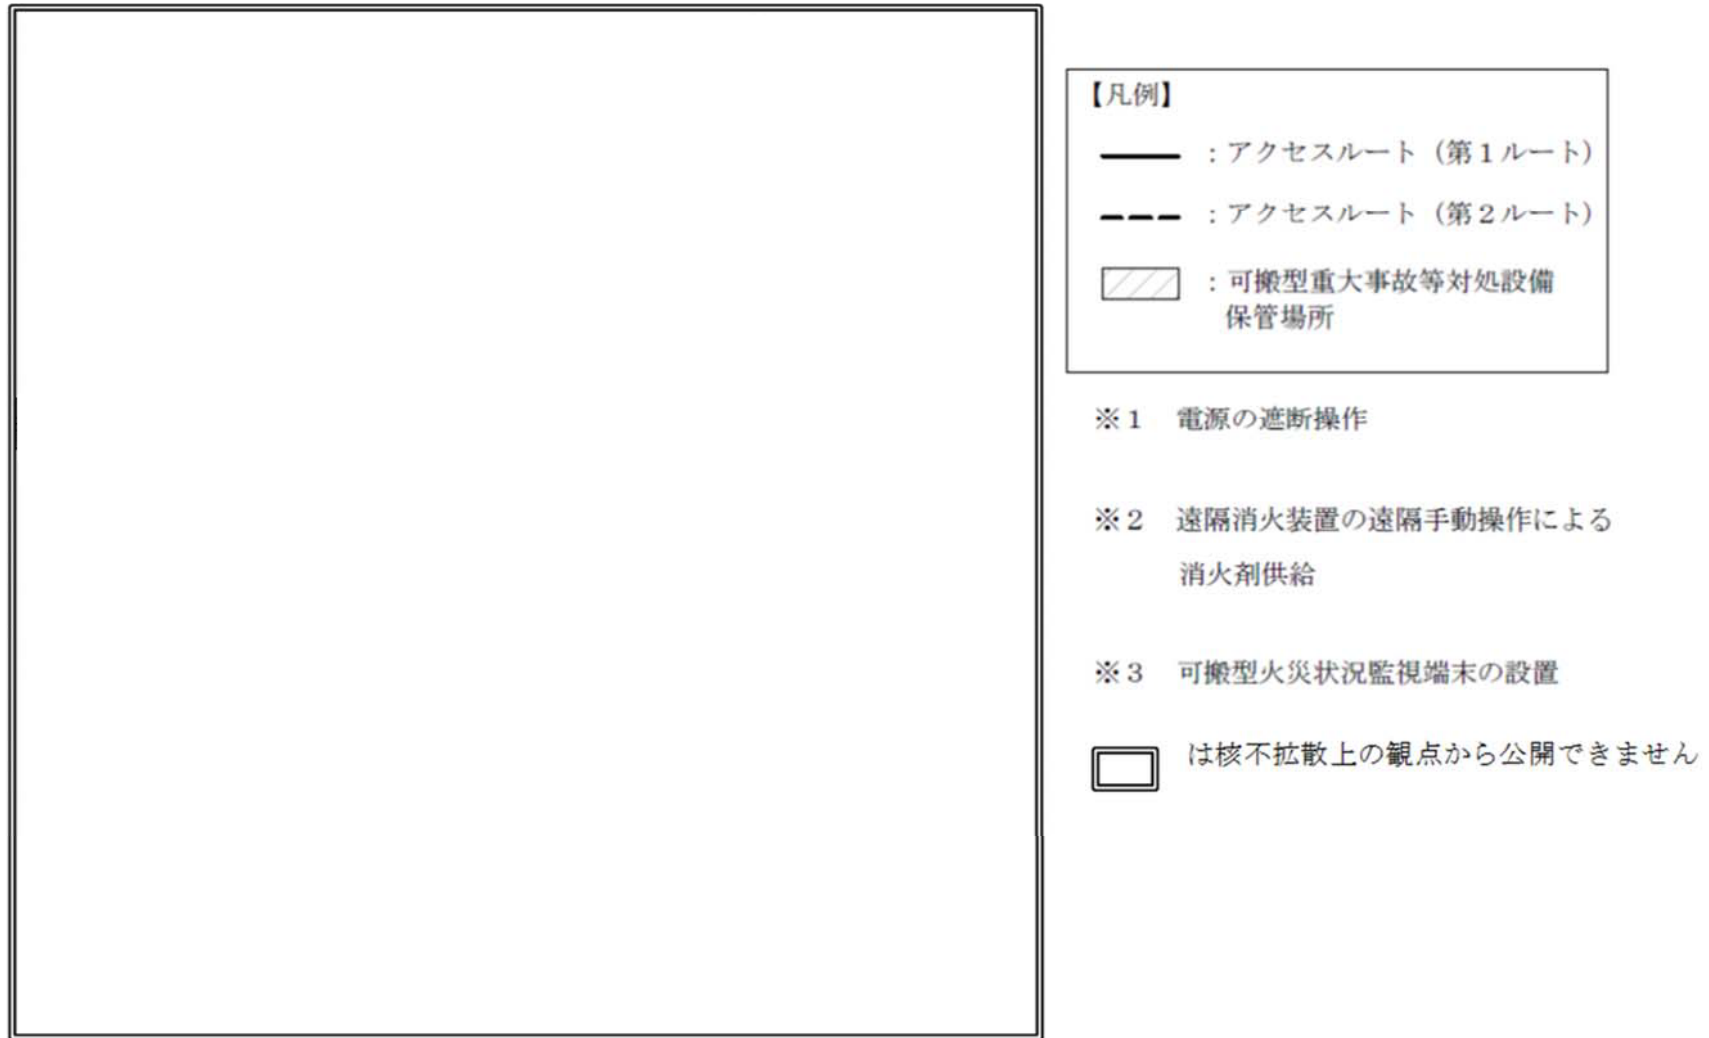 【凡例】
：アクセスルート（第１ルート）
：アクセスルート（第２ルート）
：可搬型重大事故等対処設備
保管場所
※１　電源の遮断操作
※２　遠隔消火装置の遠隔手動操作による
消火剤供給
※３　可搬型火災状況監視端末の設置
は核不拡散上の観点から公開できません